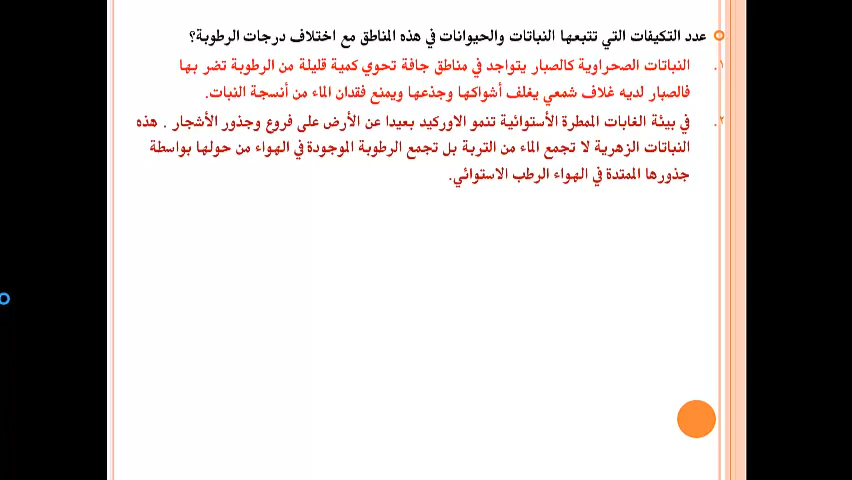 عدد التكيفات التي تتبعها النباتات والحيوانات في هذه المناطق مع اختلاف درجات الرطوبة؟
١. النباتات الصحراوية كالصبار يتواجد في مناطق جافة تحوي كمية قليلة من الرطوبة تضر بها
فالصبار لديه غلاف شمعي يغلف أشواكها وجذعها ويمنع فقدان الماء من أنسجة النبات.
٢. في بيئة الغابات الممطرة الأستوائية تنمو الاوركيد بعيدا عن الأرض على فروع وجذور الأشجار . هذه
النباتات الزهرية لا تجمع الماء من التربة بل تجمع الرطوبة الموجودة في الهواء من حولها بواسطة
جذورها الممتدة في الهواء الرطب الاستوائي.